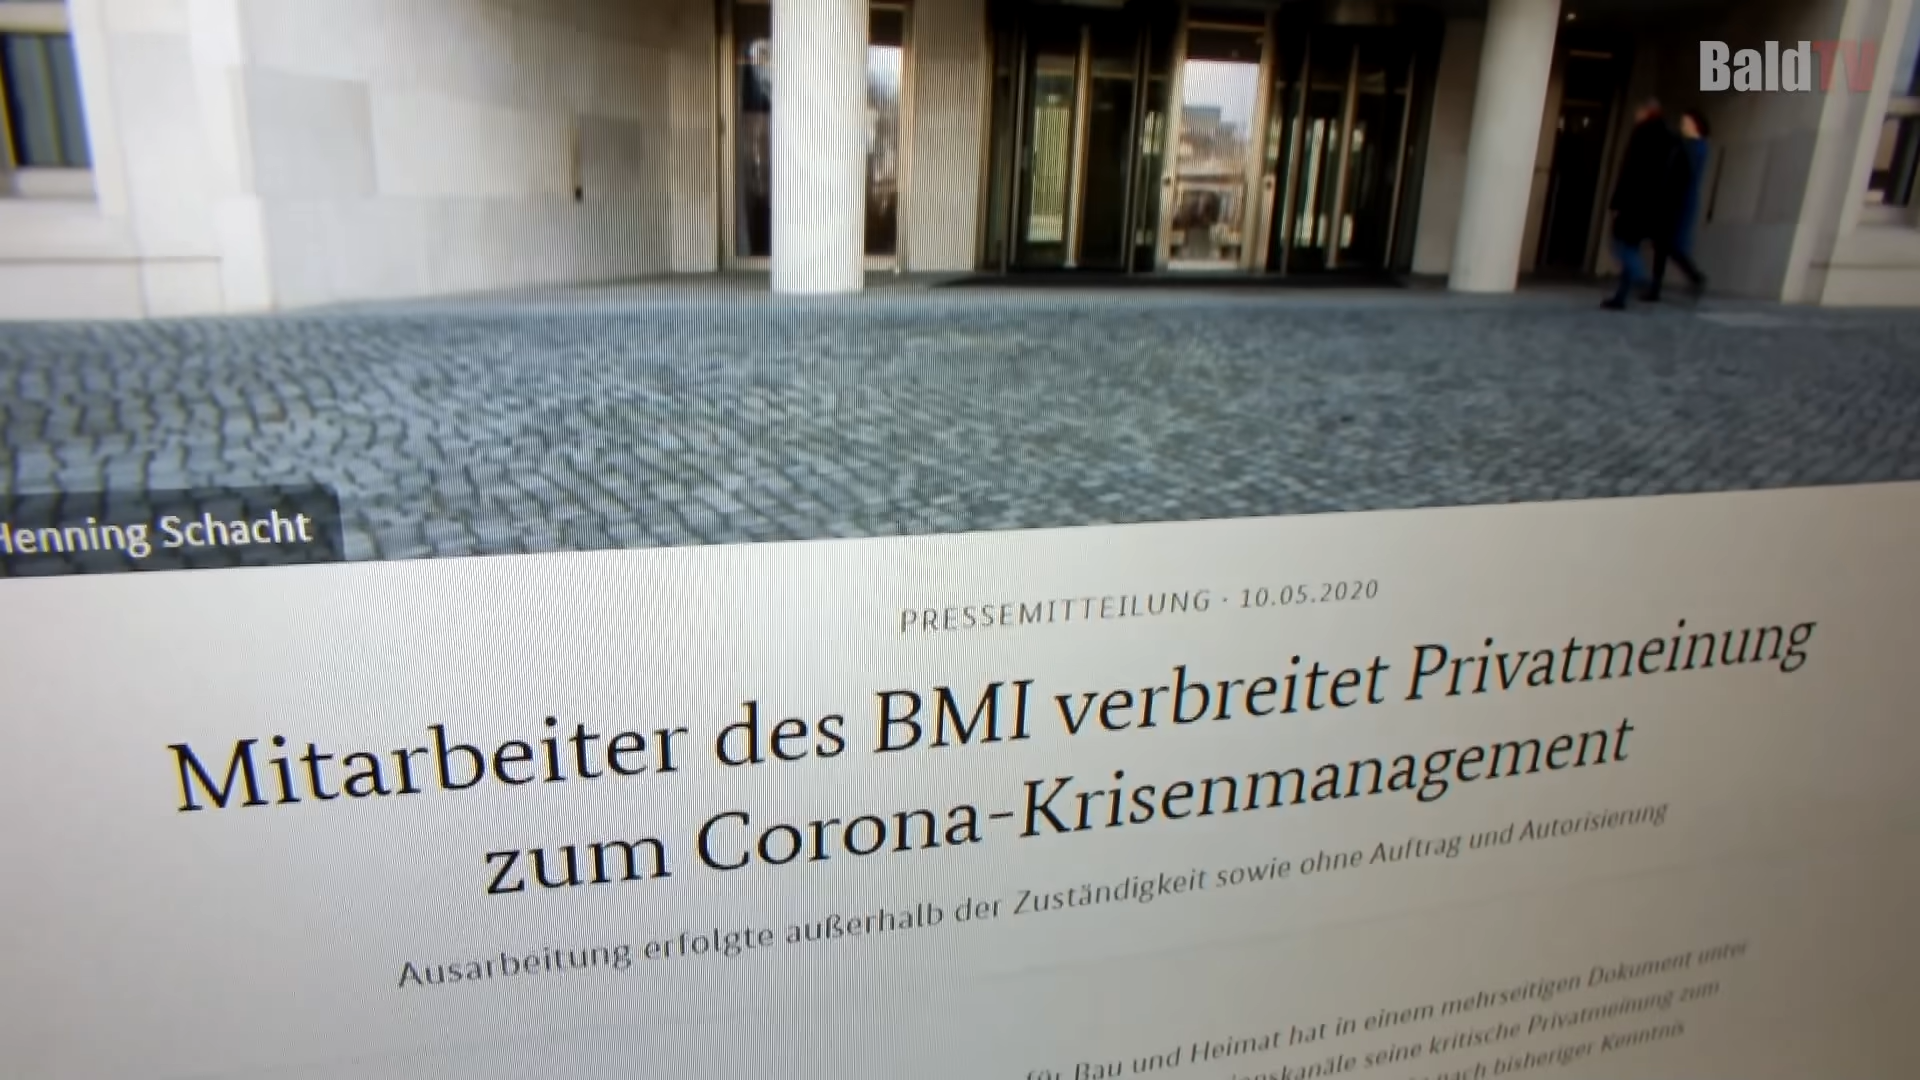 BaldTV
Henning Schacht
PRESSEMITTEILUNG · 10.05.2020
Mitarbeiter des BMI verbreitet Privatmeinung
zum Corona-Krisenmanagement
Ausarbeitung erfolgte außerhalb der Zuständigkeit sowie ohne Auftrag und Autorisierung
für Bau und Heimat hat in einem mehrseitigen Dokument unter
seine kritische Privatmeinung zum
nach bisheriger Kenntnis